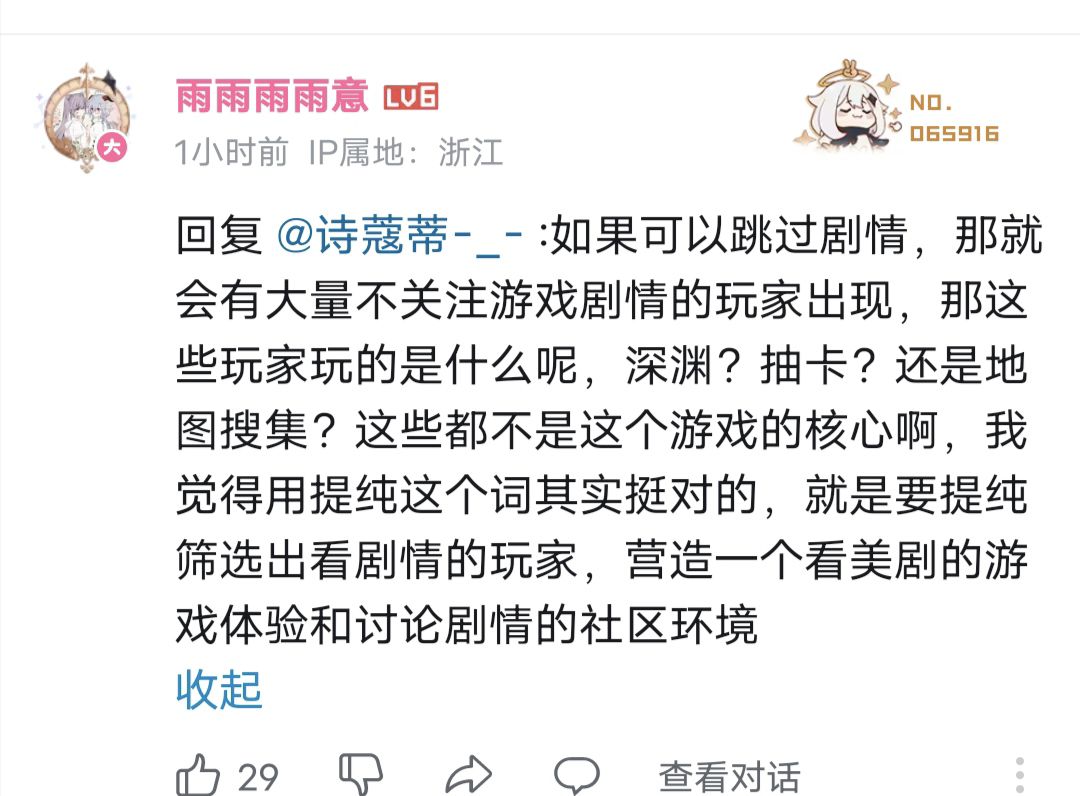 雨雨雨雨意 LV6
NO.
065916
大
1小时前 IP属地：浙江
回复 @诗蔻蒂-_- :如果可以跳过剧情，那就
会有大量不关注游戏剧情的玩家出现，那这
些玩家玩的是什么呢，深渊？抽卡？还是地
图搜集？这些都不是这个游戏的核心啊，我
觉得用提纯这个词其实挺对的，就是要提纯
筛选出看剧情的玩家，营造一个看美剧的游
戏体验和讨论剧情的社区环境
收起
29 查看对话